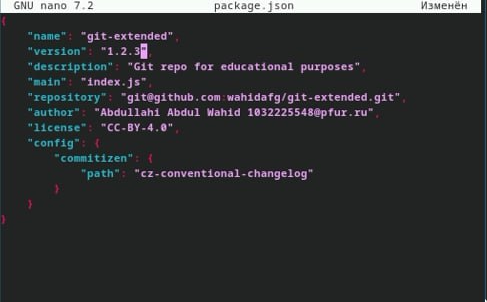 GNU nano 7.2 package.json Изменён
{
"name": "git-extended",
"version": "1.2.3",
"description": "Git repo for educational purposes",
"main": "index.js",
"repository": "git@github.com:wahidafg/git-extended.git",
"author": "Abdullahi Abdul Wahid 1032225548@pfur.ru",
"license": "CC-BY-4.0",
"config": {
"commitizen": {
"path": "cz-conventional-changelog"
}
}
}